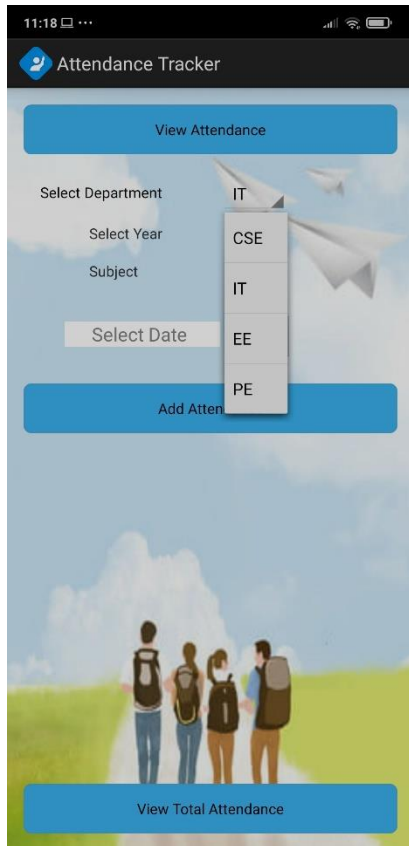 11:18
Attendance Tracker
View Attendance
Select Department IT
Select Year
CSE
Subject
IT
Select Date
EE
PE
Add Atten
View Total Attendance